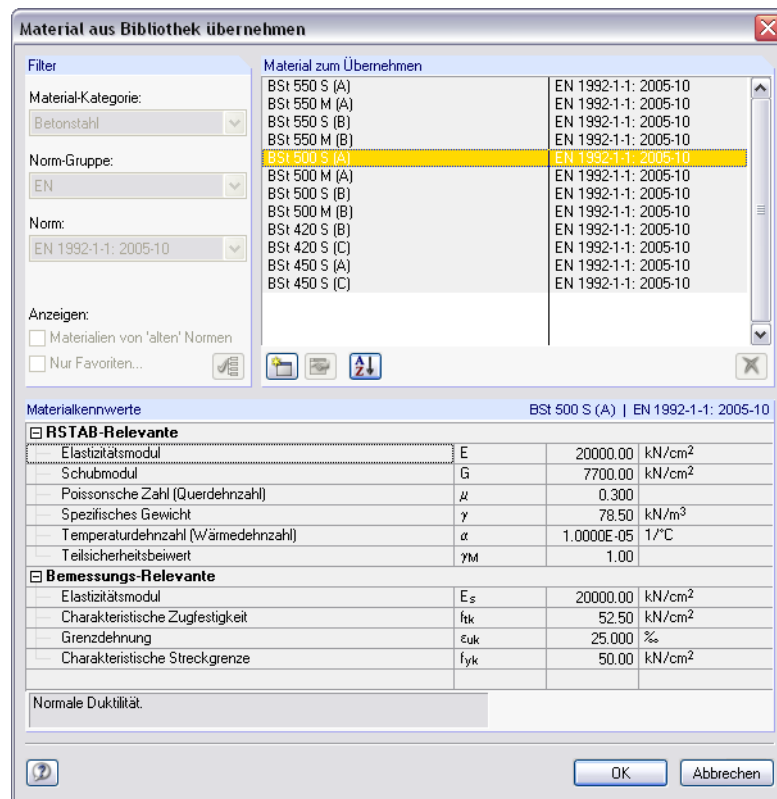 Material aus Bibliothek übernehmen
Filter
Material-Kategorie:
Betonstahl
Norm-Gruppe:
EN
Norm:
EN 1992-1-1: 2005-10
Anzeigen:
Materialien von 'alten' Normen
Nur Favoriten...
Material zum Übernehmen
BSt 550 S (A) EN 1992-1-1: 2005-10
BSt 550 M (A) EN 1992-1-1: 2005-10
BSt 550 S (B) EN 1992-1-1: 2005-10
BSt 550 M (B) EN 1992-1-1: 2005-10
BSt 500 S (A) EN 1992-1-1: 2005-10
BSt 500 M (A) EN 1992-1-1: 2005-10
BSt 500 S (B) EN 1992-1-1: 2005-10
BSt 500 M (B) EN 1992-1-1: 2005-10
BSt 420 S (B) EN 1992-1-1: 2005-10
BSt 420 S (C) EN 1992-1-1: 2005-10
BSt 450 S (A) EN 1992-1-1: 2005-10
BSt 450 S (C) EN 1992-1-1: 2005-10
A Z
Materialkennwerte BSt 500 S (A) | EN 1992-1-1: 2005-10
RSTAB-Relevante
Elastizitätsmodul E 20000.00 kN/cm²
Schubmodul G 7700.00 kN/cm²
Poissonsche Zahl (Querdehnzahl) μ 0.300
Spezifisches Gewicht γ 78.50 kN/m³
Temperaturdehnzahl (Wärmedehnzahl) α 1.0000E-05 1/°C
Teilsicherheitsbeiwert γM 1.00
Bemessungs-Relevante
Elastizitätsmodul Es 20000.00 kN/cm²
Charakteristische Zugfestigkeit ftk 52.50 kN/cm²
Grenzdehnung εuk 25.000 ‰
Charakteristische Streckgrenze fyk 50.00 kN/cm²
Normale Duktilität.
OK
Abbrechen